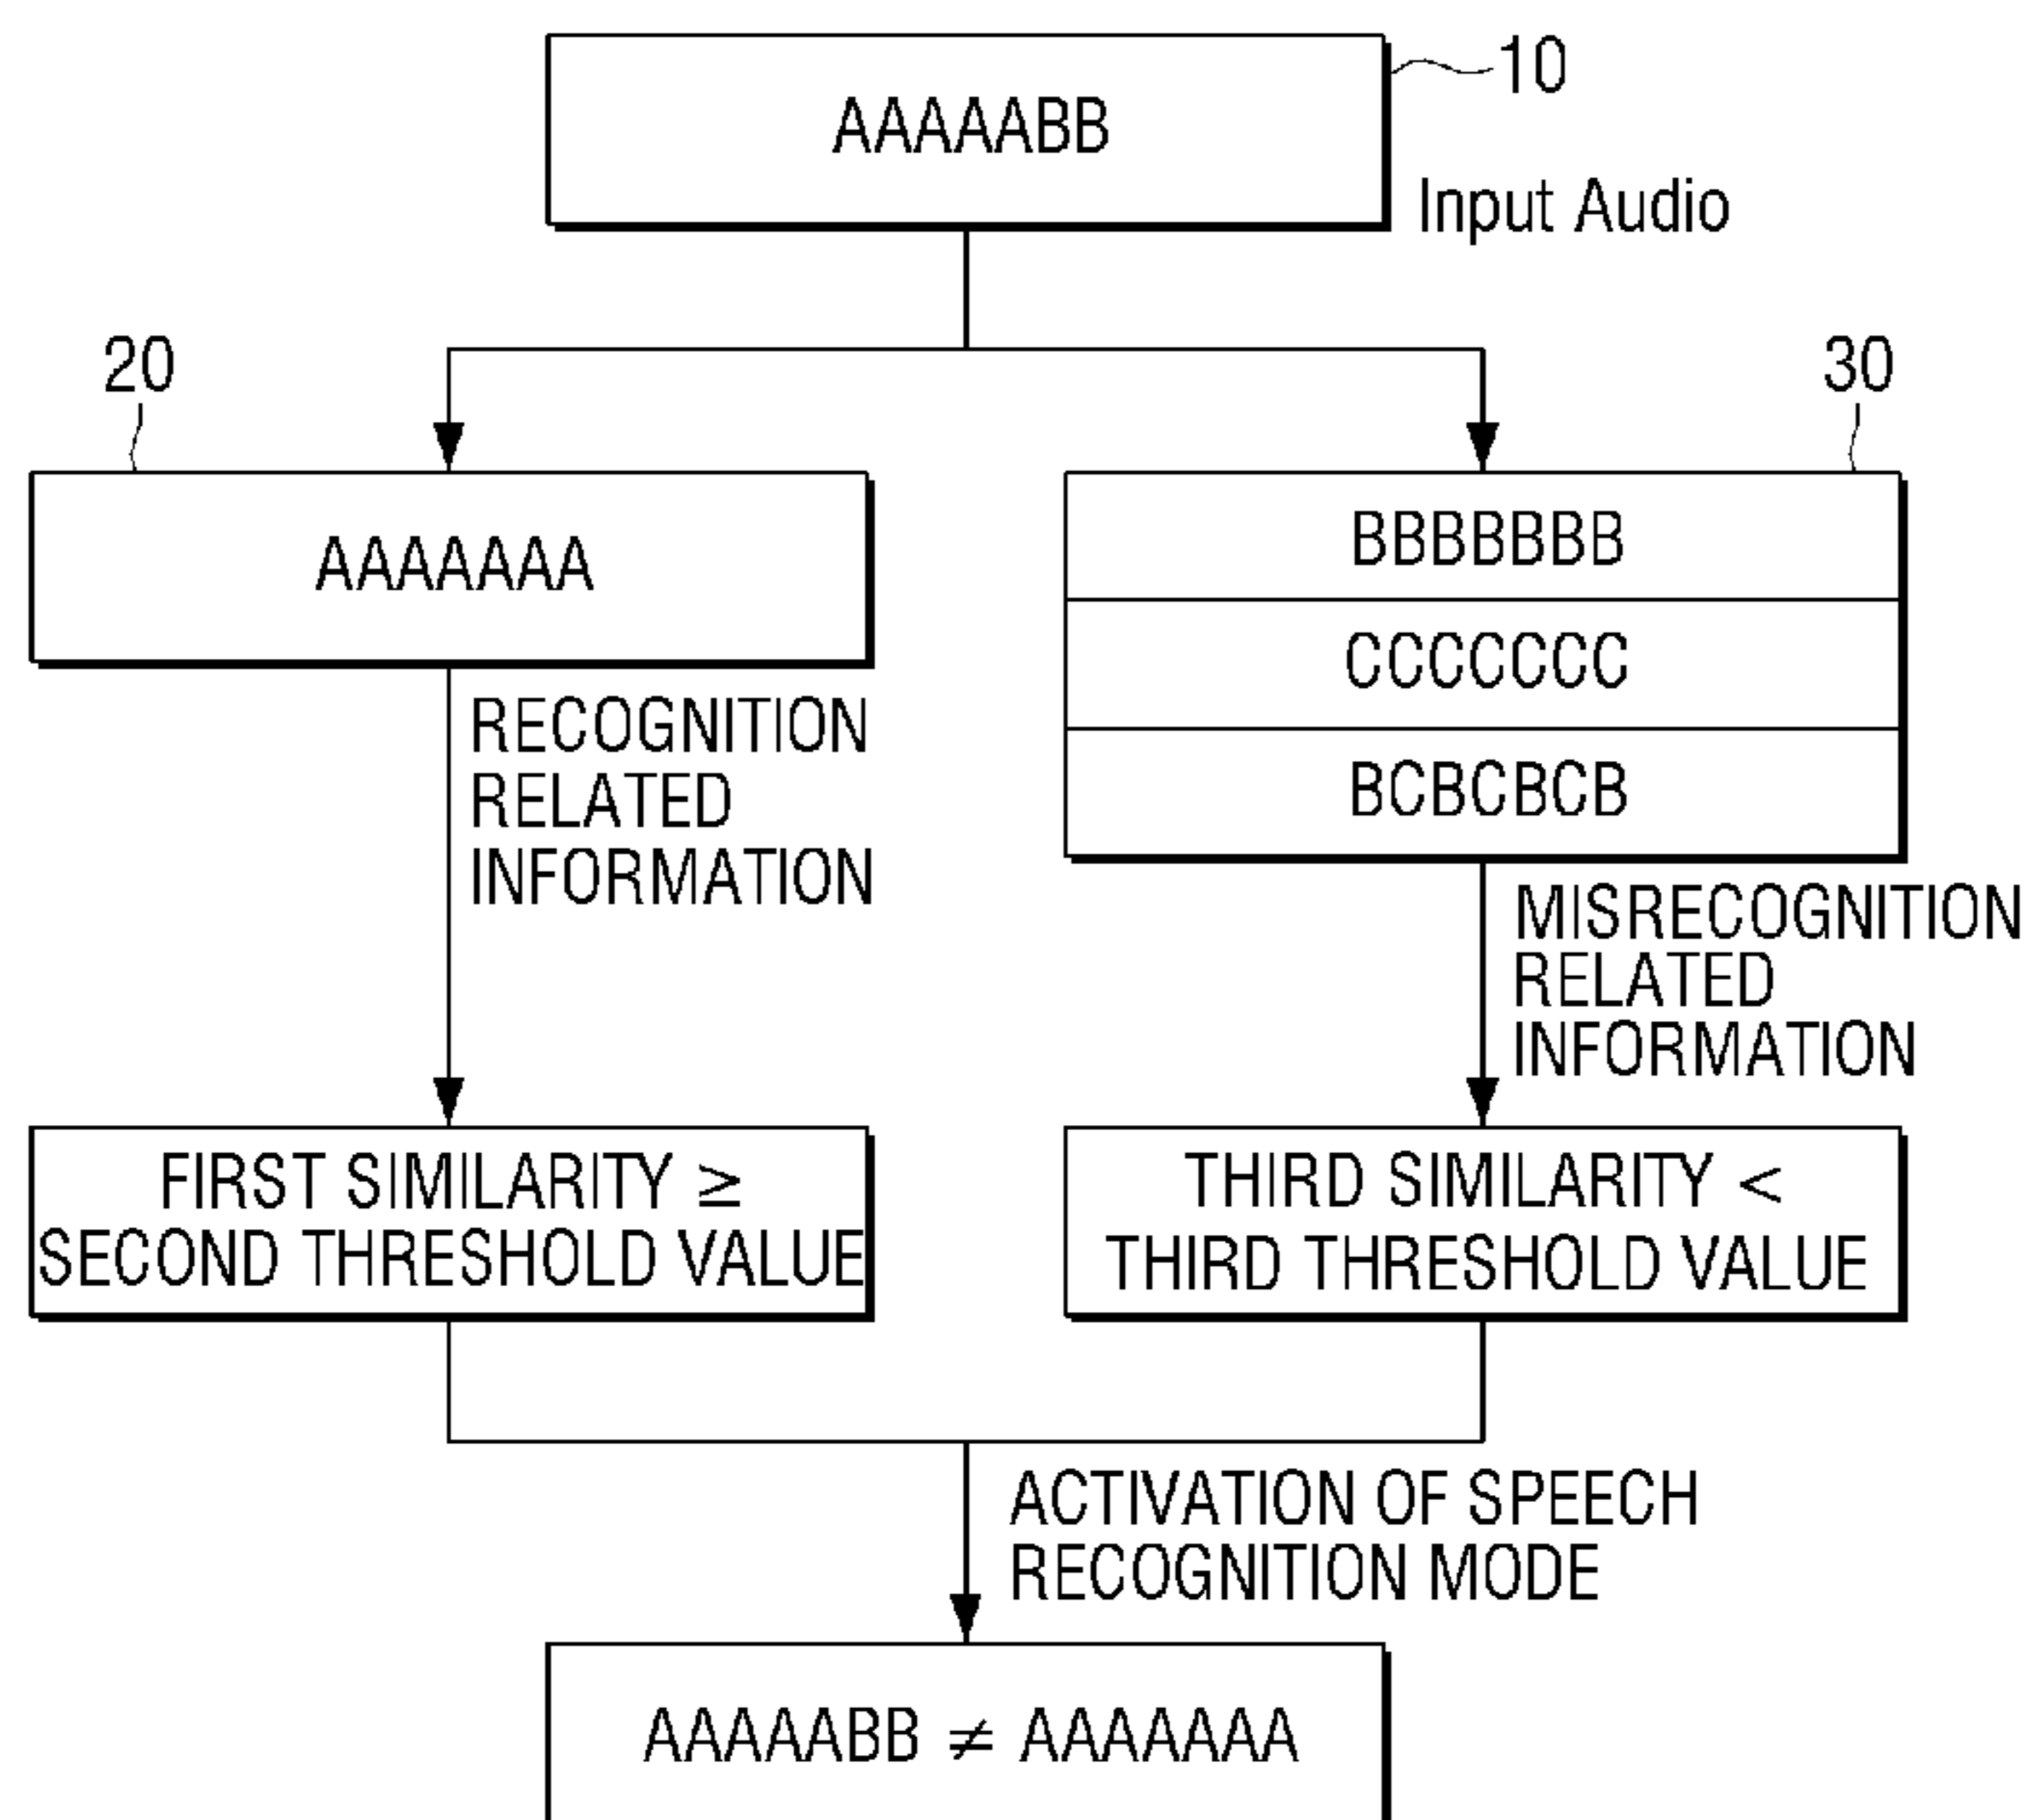 10
AAAAABB
Input Audio
20
30
AAAAAAA
BBBBBBB
CCCCCCC
BCBCBCB
RECOGNITION
RELATED
INFORMATION
MISRECOGNITION
RELATED
INFORMATION
FIRST SIMILARITY ≥
SECOND THRESHOLD VALUE
THIRD SIMILARITY <
THIRD THRESHOLD VALUE
ACTIVATION OF SPEECH
RECOGNITION MODE
AAAAABB ≠ AAAAAAA